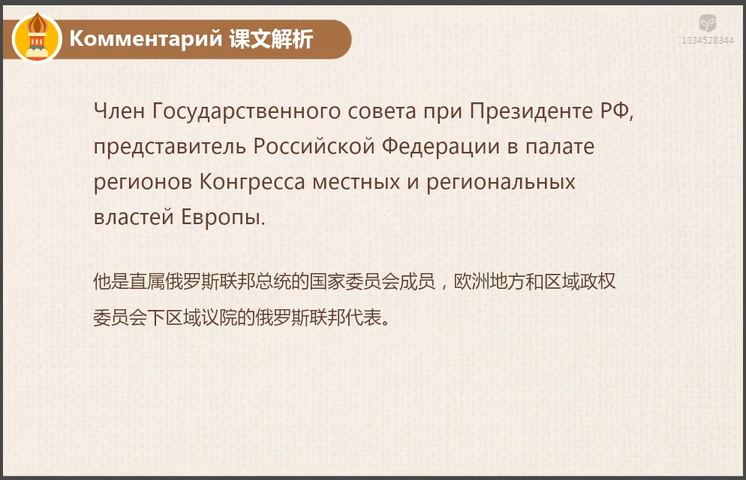 Комментарий 课文解析
1334528344
Член Государственного совета при Президенте РФ,
представитель Российской Федерации в палате
регионов Конгресса местных и региональных
властей Европы.
他是直属俄罗斯联邦总统的国家委员会成员，欧洲地方和区域政权
委员会下区域议院的俄罗斯联邦代表。